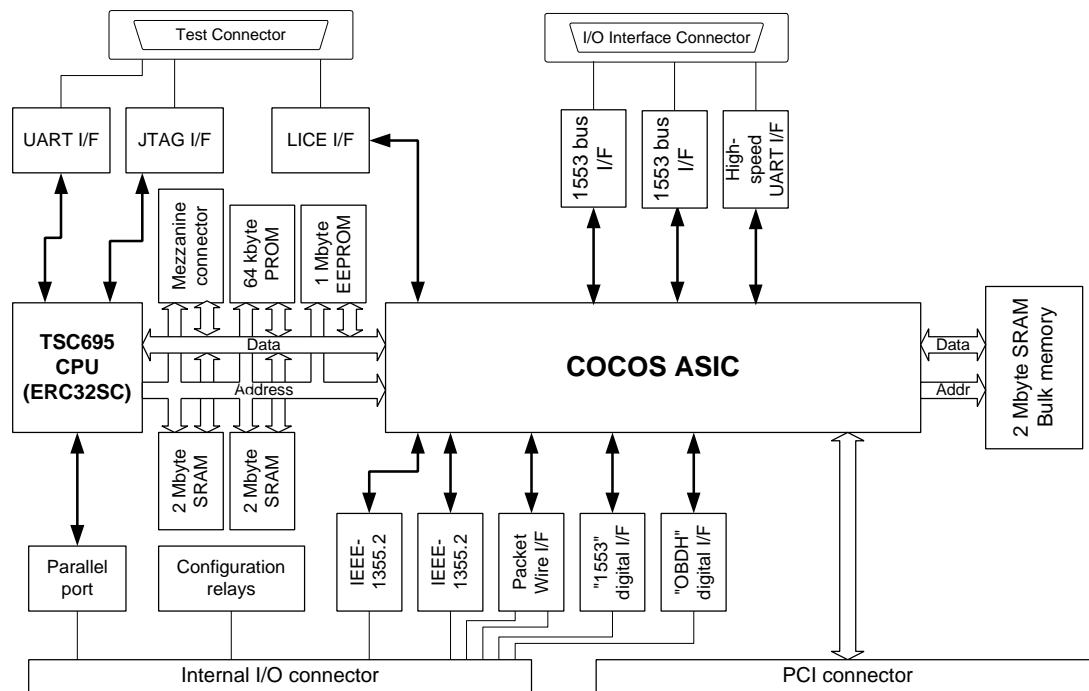 Test Connector
I/O Interface Connector
UART I/F
JTAG I/F
LICE I/F
1553 bus
I/F
1553 bus
I/F
High-
speed
UART I/F
Mezzanine
connector
64 kbyte
PROM
1 Mbyte
EEPROM
TSC695
CPU
(ERC32SC)
Data
Address
COCOS ASIC
Data
Addr
2 Mbyte SRAM
Bulk memory
2 Mbyte
SRAM
2 Mbyte
SRAM
Parallel
port
Configuration
relays
IEEE-
1355.2
IEEE-
1355.2
Packet
Wire I/F
"1553"
digital I/F
"OBDH"
digital I/F
Internal I/O connector
PCI connector